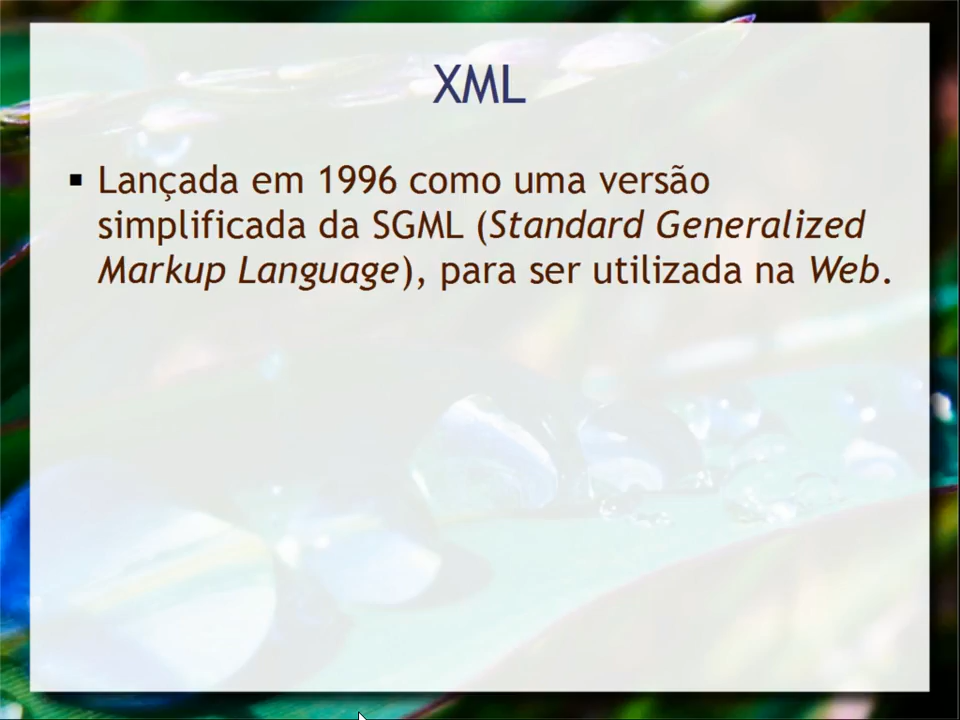 XML
▪ Lançada em 1996 como uma versão
simplificada da SGML (Standard Generalized
Markup Language), para ser utilizada na Web.